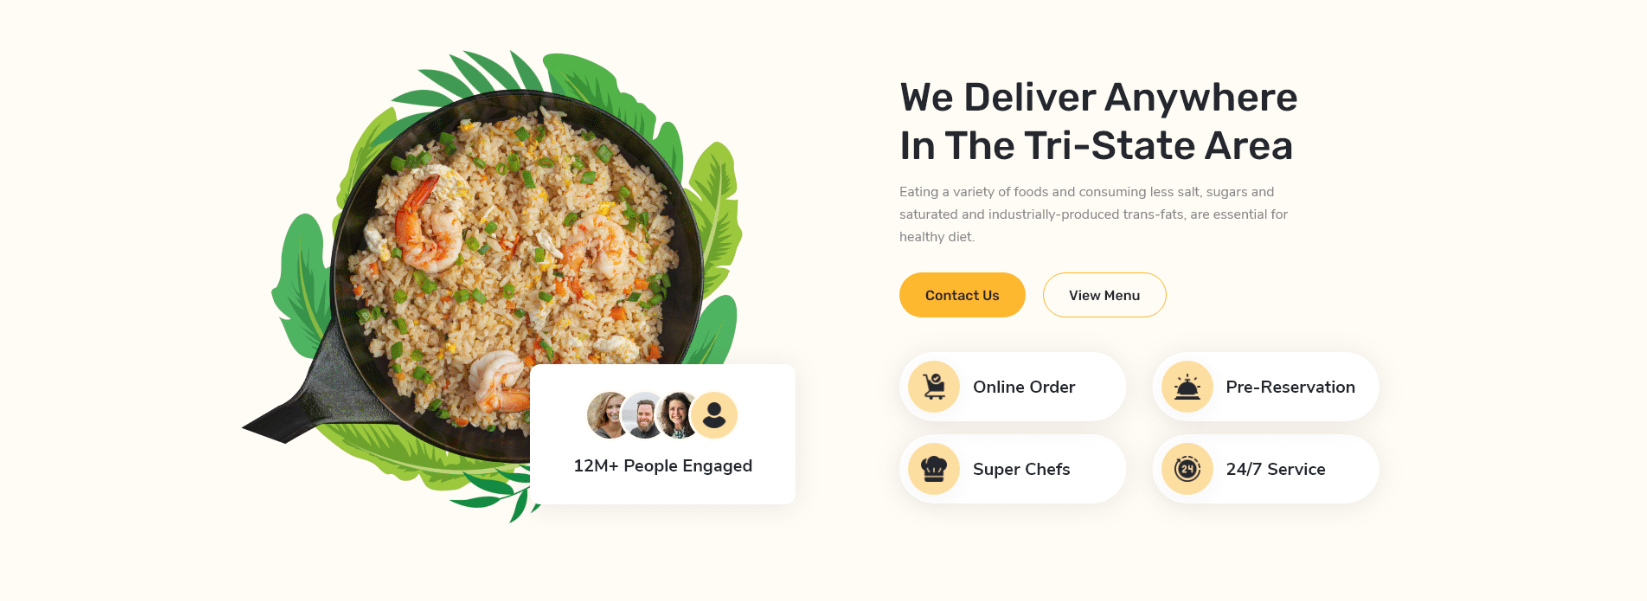 We Deliver Anywhere
In The Tri-State Area
Eating a variety of foods and consuming less salt, sugars and
saturated and industrially-produced trans-fats, are essential for
healthy diet.
Contact Us
View Menu
Online Order
Pre-Reservation
Super Chefs
24
24/7 Service
12M+ People Engaged